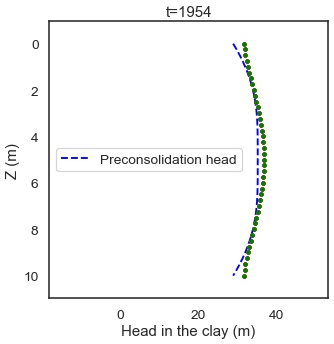 t=1954
0
2
4
6
8
10
Z (m)
Preconsolidation head
0 20 40
Head in the clay (m)